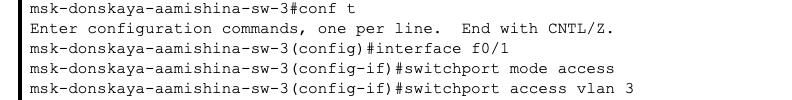 msk-donskaya-aamishina-sw-3#conf t
Enter configuration commands, one per line.  End with CNTL/Z.
msk-donskaya-aamishina-sw-3(config)#interface f0/1
msk-donskaya-aamishina-sw-3(config-if)#switchport mode access
msk-donskaya-aamishina-sw-3(config-if)#switchport access vlan 3